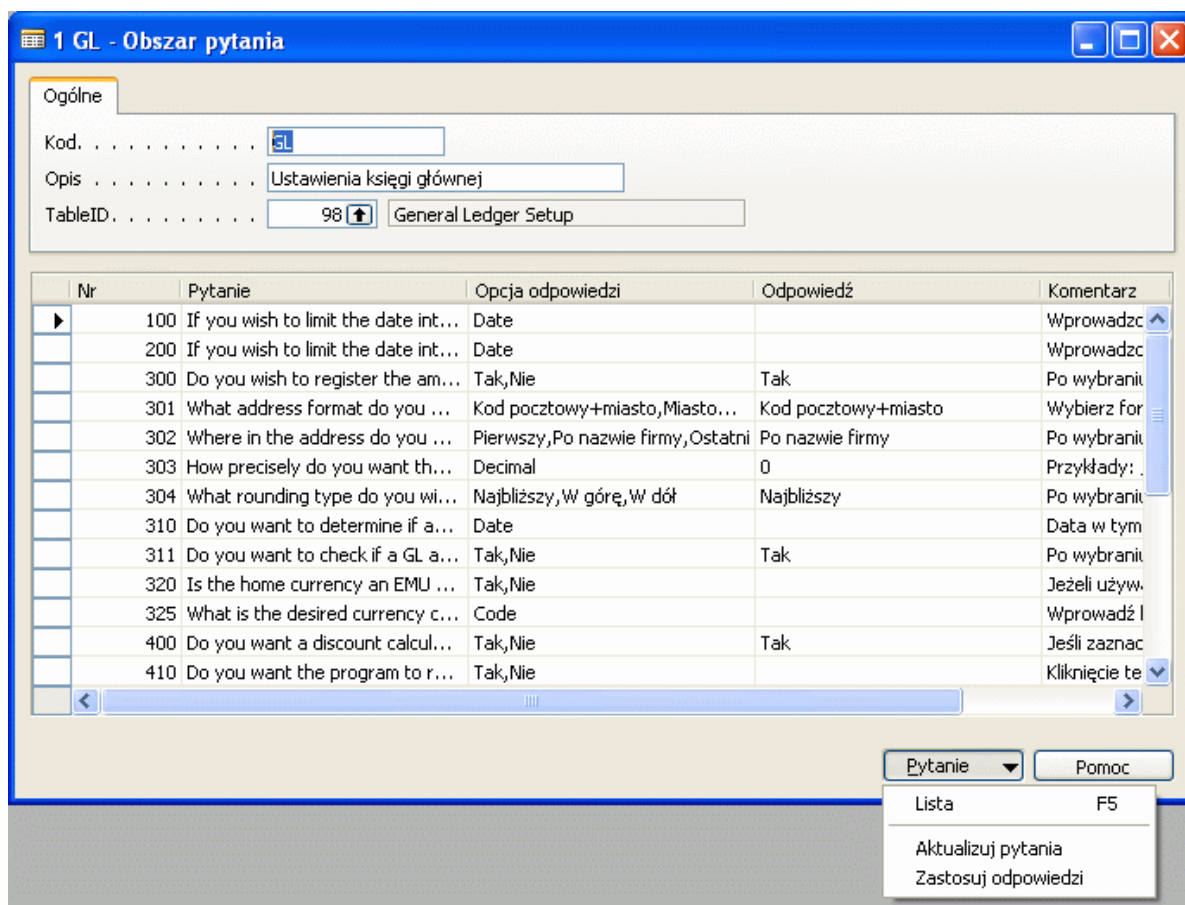 1 GL - Obszar pytania
Ogólne
Kod. . . . . . . . . . . GL
Opis . . . . . . . . . . Ustawienia księgi głównej
TableID. . . . . . . . . 98 General Ledger Setup
Nr Pytanie Opcja odpowiedzi Odpowiedź Komentarz
100 If you wish to limit the date int... Date Wprowadzo
200 If you wish to limit the date int... Date Wprowadzo
300 Do you wish to register the am... Tak,Nie Tak Po wybraniu
301 What address format do you ... Kod pocztowy+miasto,Miasto... Kod pocztowy+miasto Wybierz for
302 Where in the address do you ... Pierwszy,Po nazwie firmy,Ostatni Po nazwie firmy Po wybraniu
303 How precisely do you want th... Decimal 0 Przykłady:
304 What rounding type do you wi... Najbliższy,W górę,W dół Najbliższy Po wybraniu
310 Do you want to determine if a... Date Data w tym
311 Do you want to check if a GL a... Tak,Nie Tak Po wybraniu
320 Is the home currency an EMU ... Tak,Nie Jeżeli używ
325 What is the desired currency c... Code Wprowadź
400 Do you want a discount calcul... Tak,Nie Tak Jeśli zaznac
410 Do you want the program to r... Tak,Nie Kliknięcie te
Pytanie Pomoc
Lista F5
Aktualizuj pytania
Zastosuj odpowiedzi